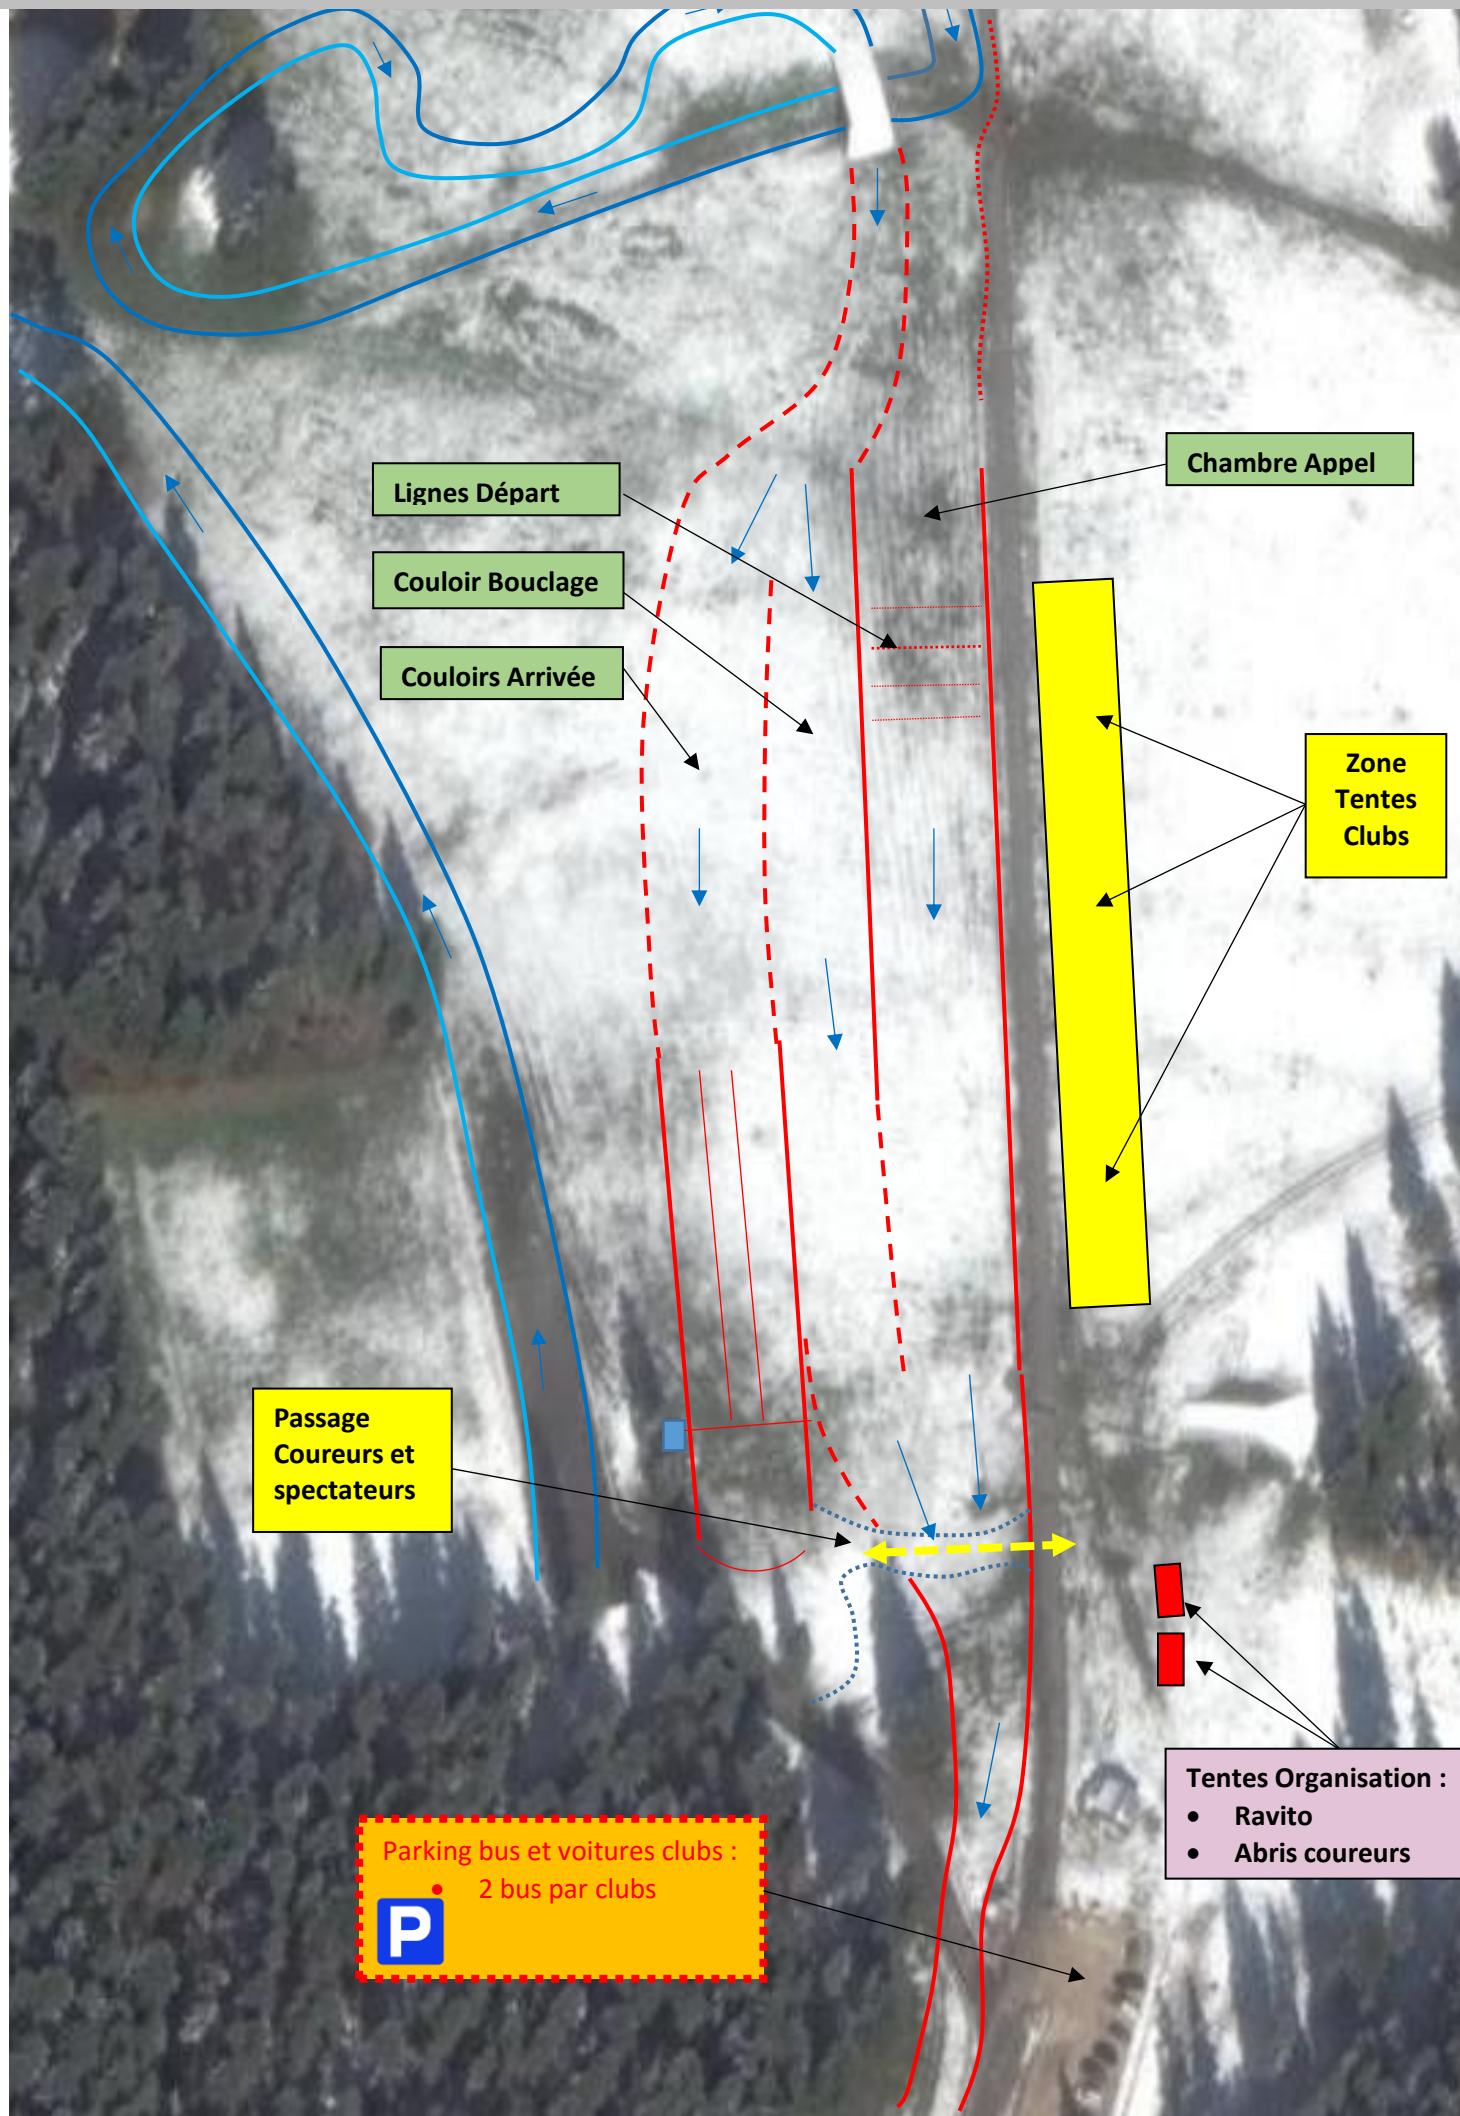 Chambre Appel
Lignes Départ
Couloir Bouclage
Couloirs Arrivée
Zone
Tentes
Clubs
Passage
Coureurs et
spectateurs
Tentes Organisation :
• Ravito
• Abris coureurs
Parking bus et voitures clubs :
• 2 bus par clubs
P